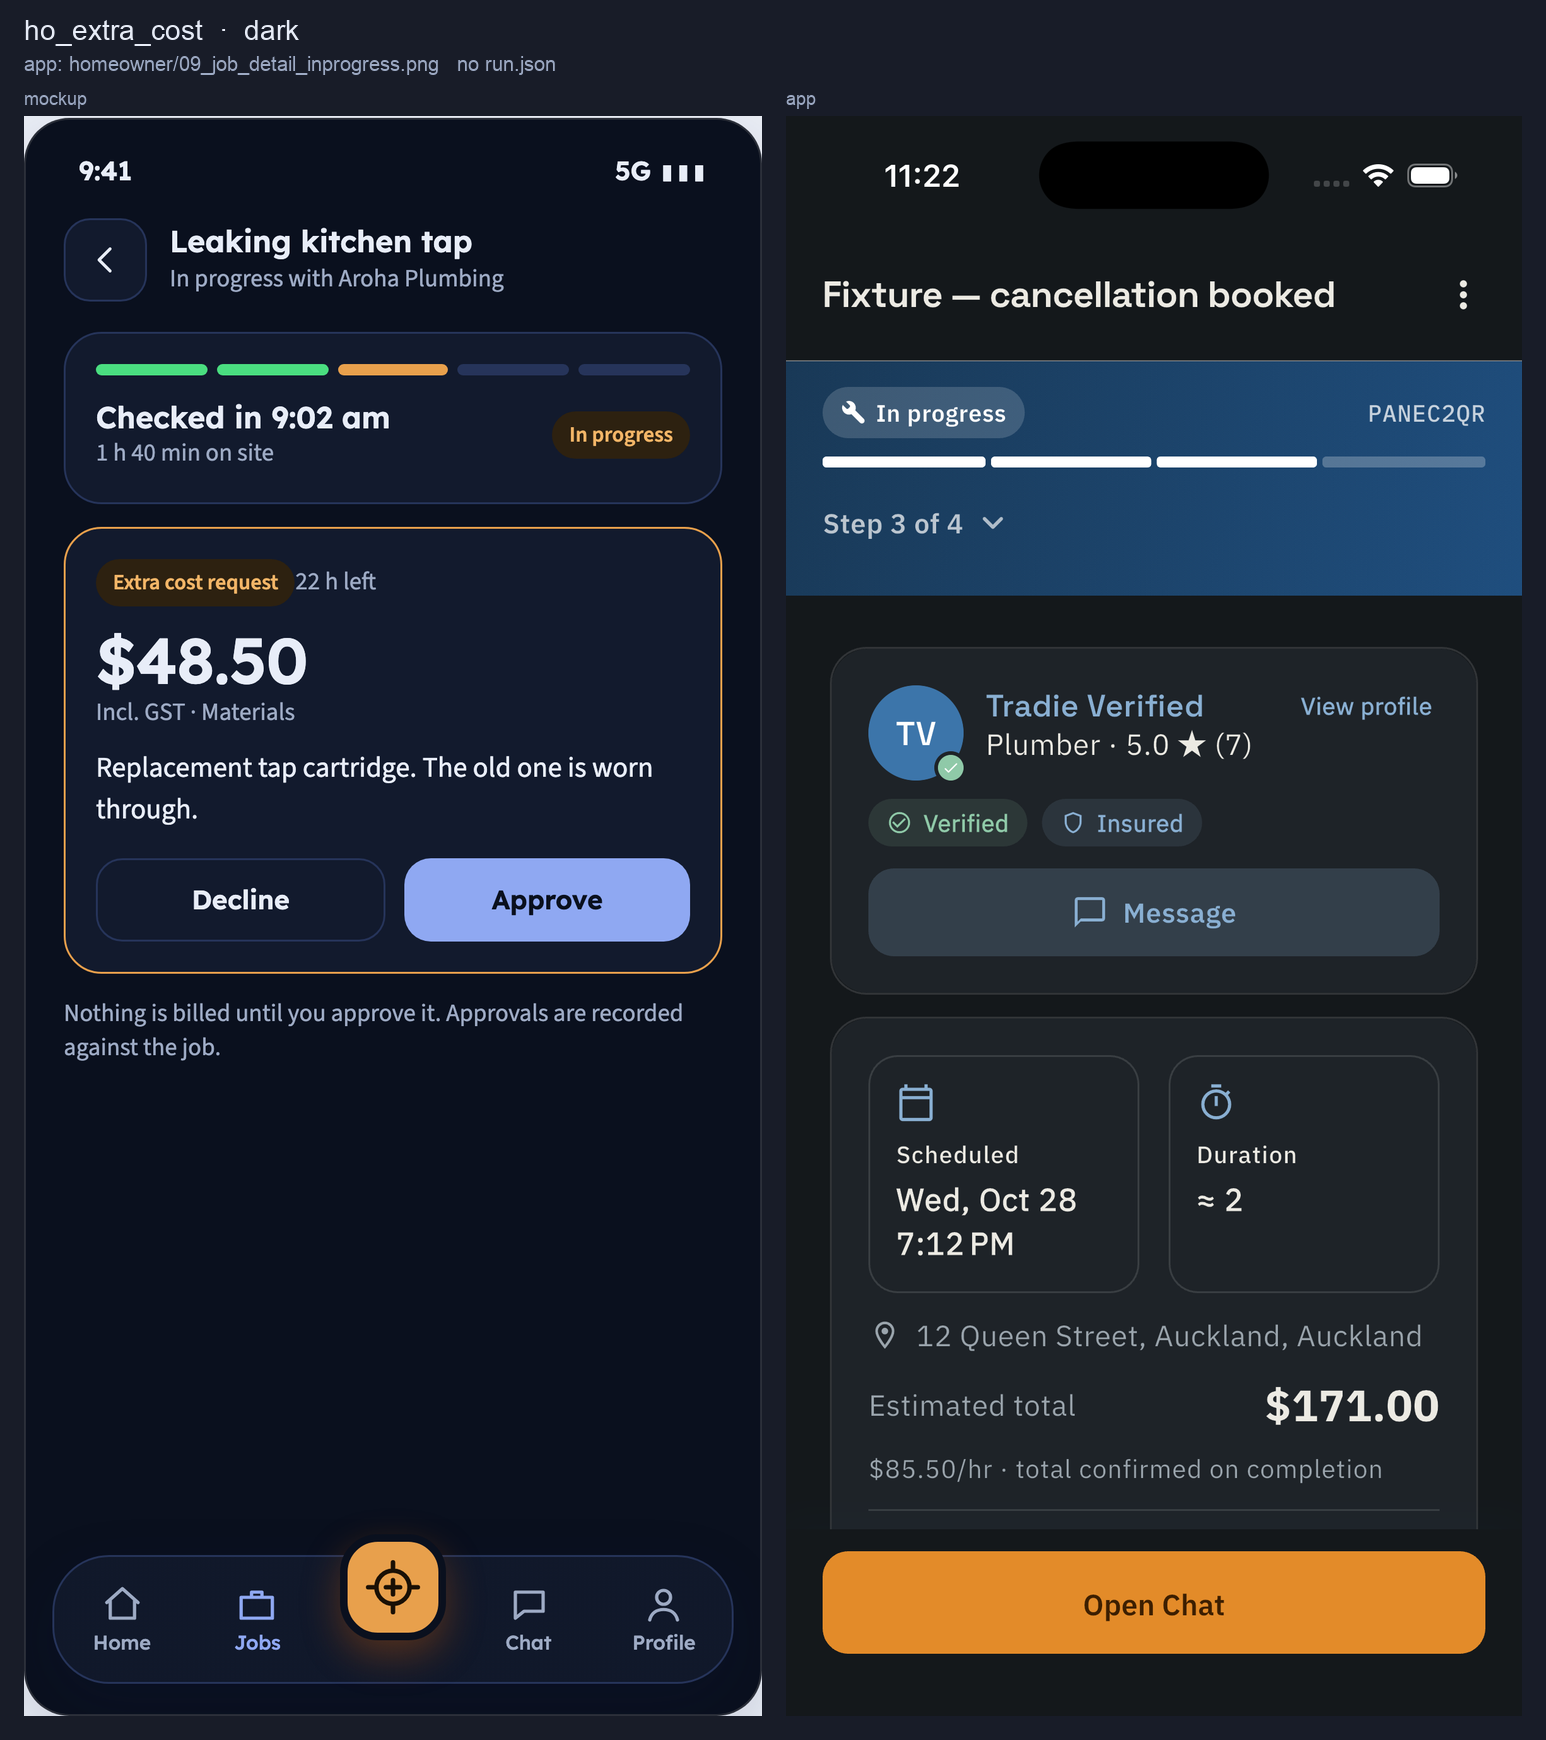 ho_extra_cost · dark
app: homeowner/09_job_detail_inprogress.png no run.json
mockup
9:41
5G
Leaking kitchen tap
In progress with Aroha Plumbing
Checked in 9:02 am
1 h 40 min on site
In progress
Extra cost request
22 h left
$48.50
Incl. GST · Materials
Replacement tap cartridge. The old one is worn
through.
Decline
Approve
Nothing is billed until you approve it. Approvals are recorded
against the job.
Home
Jobs
Chat
Profile
app
11:22
Fixture — cancellation booked
In progress
PANEC2QR
Step 3 of 4
TV
Tradie Verified
View profile
Plumber · 5.0 ★ (7)
Verified
Insured
Message
Scheduled
Wed, Oct 28
7:12 PM
Duration
≈ 2
12 Queen Street, Auckland, Auckland
Estimated total
$171.00
$85.50/hr · total confirmed on completion
Open Chat